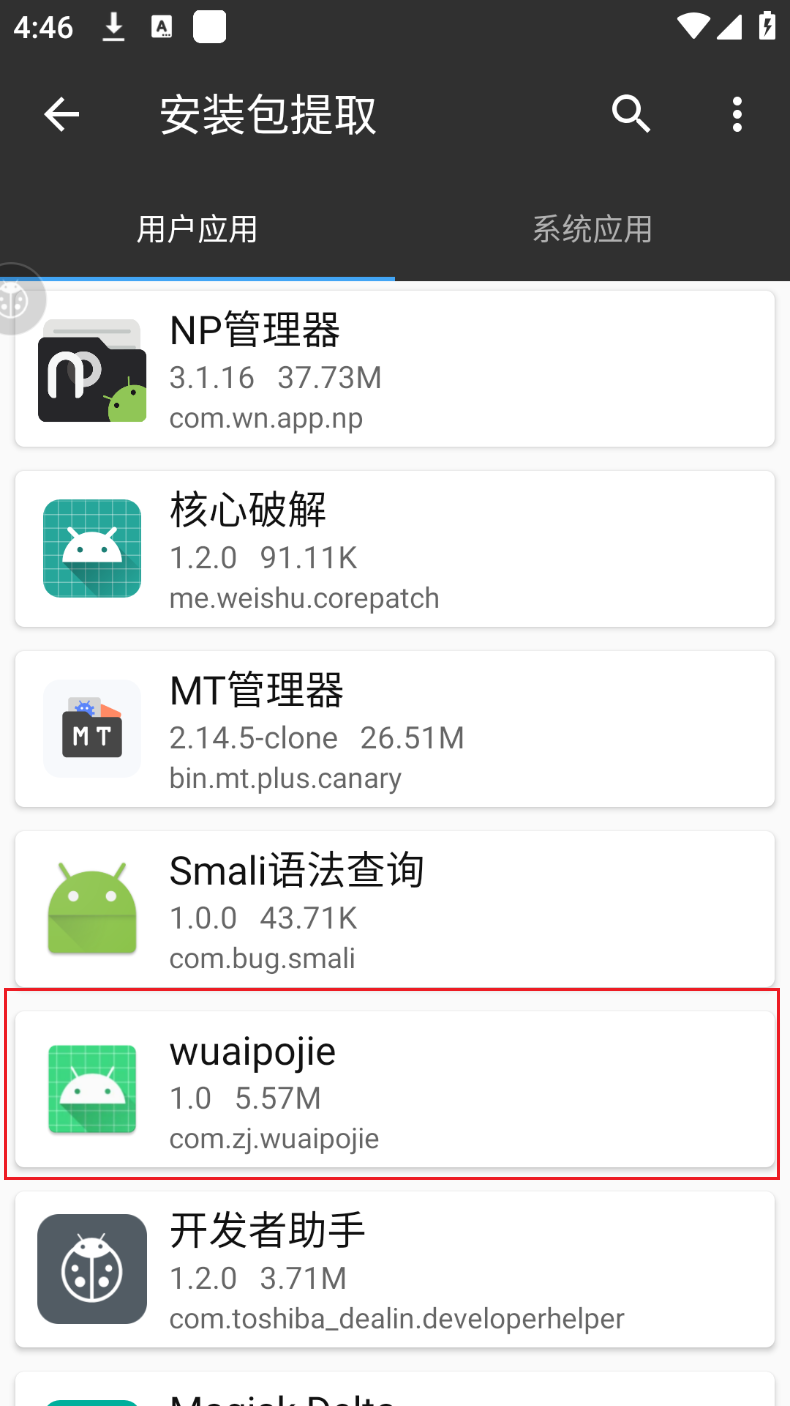 4:46
安装包提取
用户应用 系统应用
NP管理器
3.1.16 37.73M
com.wn.app.np
核心破解
1.2.0 91.11K
me.weishu.corepatch
MT
MT管理器
2.14.5-clone 26.51M
bin.mt.plus.canary
Smali语法查询
1.0.0 43.71K
com.bug.smali
wuaipojie
1.0 5.57M
com.zj.wuaipojie
开发者助手
1.2.0 3.71M
com.toshiba_dealin.developerhelper
Magisk Delta